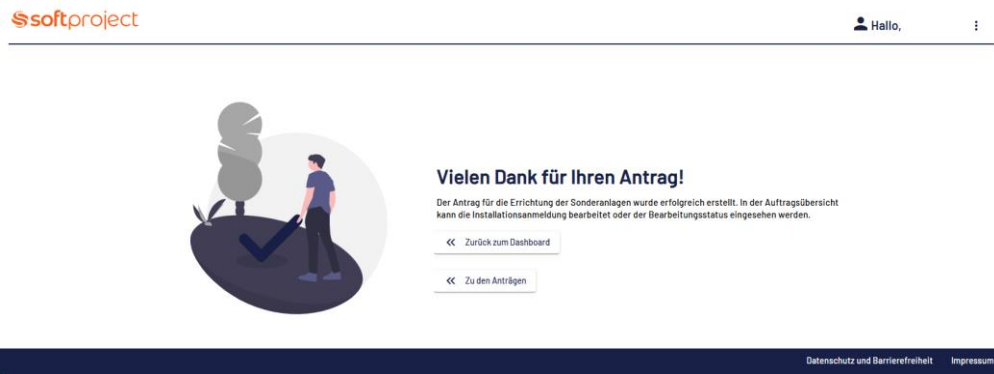 softproject
Hallo,
Vielen Dank für Ihren Antrag!
Der Antrag für die Errichtung der Sonderanlagen wurde erfolgreich erstellt. In der Auftragsübersicht
kann die Installationsanmeldung bearbeitet oder der Bearbeitungsstatus eingesehen werden.
Zurück zum Dashboard
Zu den Anträgen
Datenschutz und Barrierefreiheit Impressum